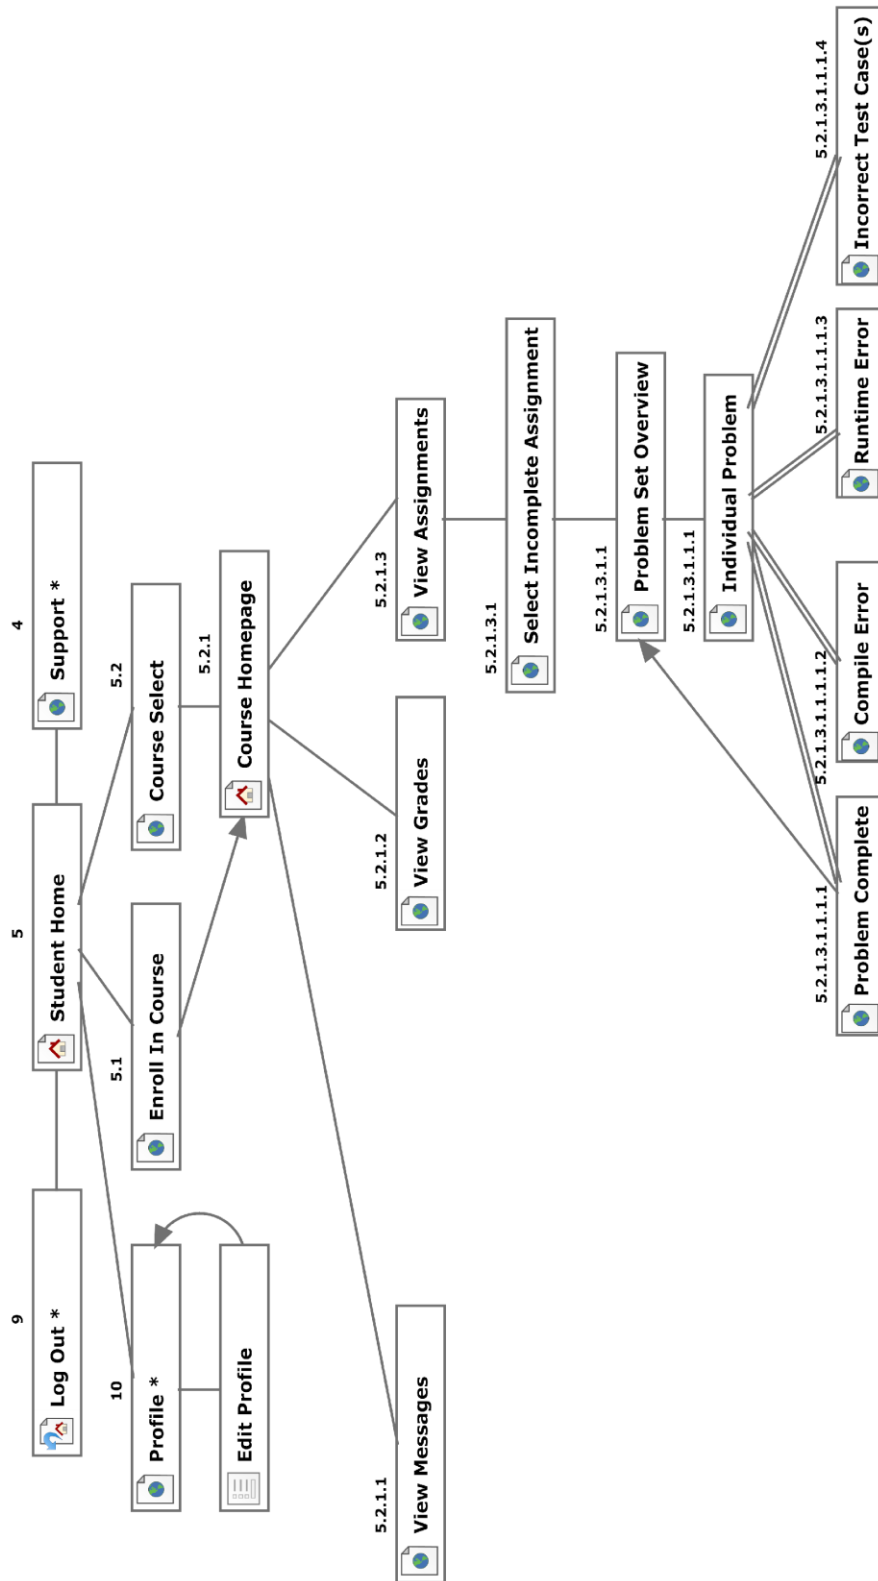 9
Log Out *
5
Student Home
4
Support *
10
Profile *
5.1
Enroll In Course
5.2
Course Select
Edit Profile
5.2.1
Course Homepage
5.2.1.1
View Messages
5.2.1.2
View Grades
5.2.1.3
View Assignments
5.2.1.3.1
Select Incomplete Assignment
5.2.1.3.1.1
Problem Set Overview
5.2.1.3.1.1.1
Individual Problem
5.2.1.3.1.1.1.1
Problem Complete
5.2.1.3.1.1.1.2
Compile Error
5.2.1.3.1.1.1.3
Runtime Error
5.2.1.3.1.1.1.4
Incorrect Test Case(s)